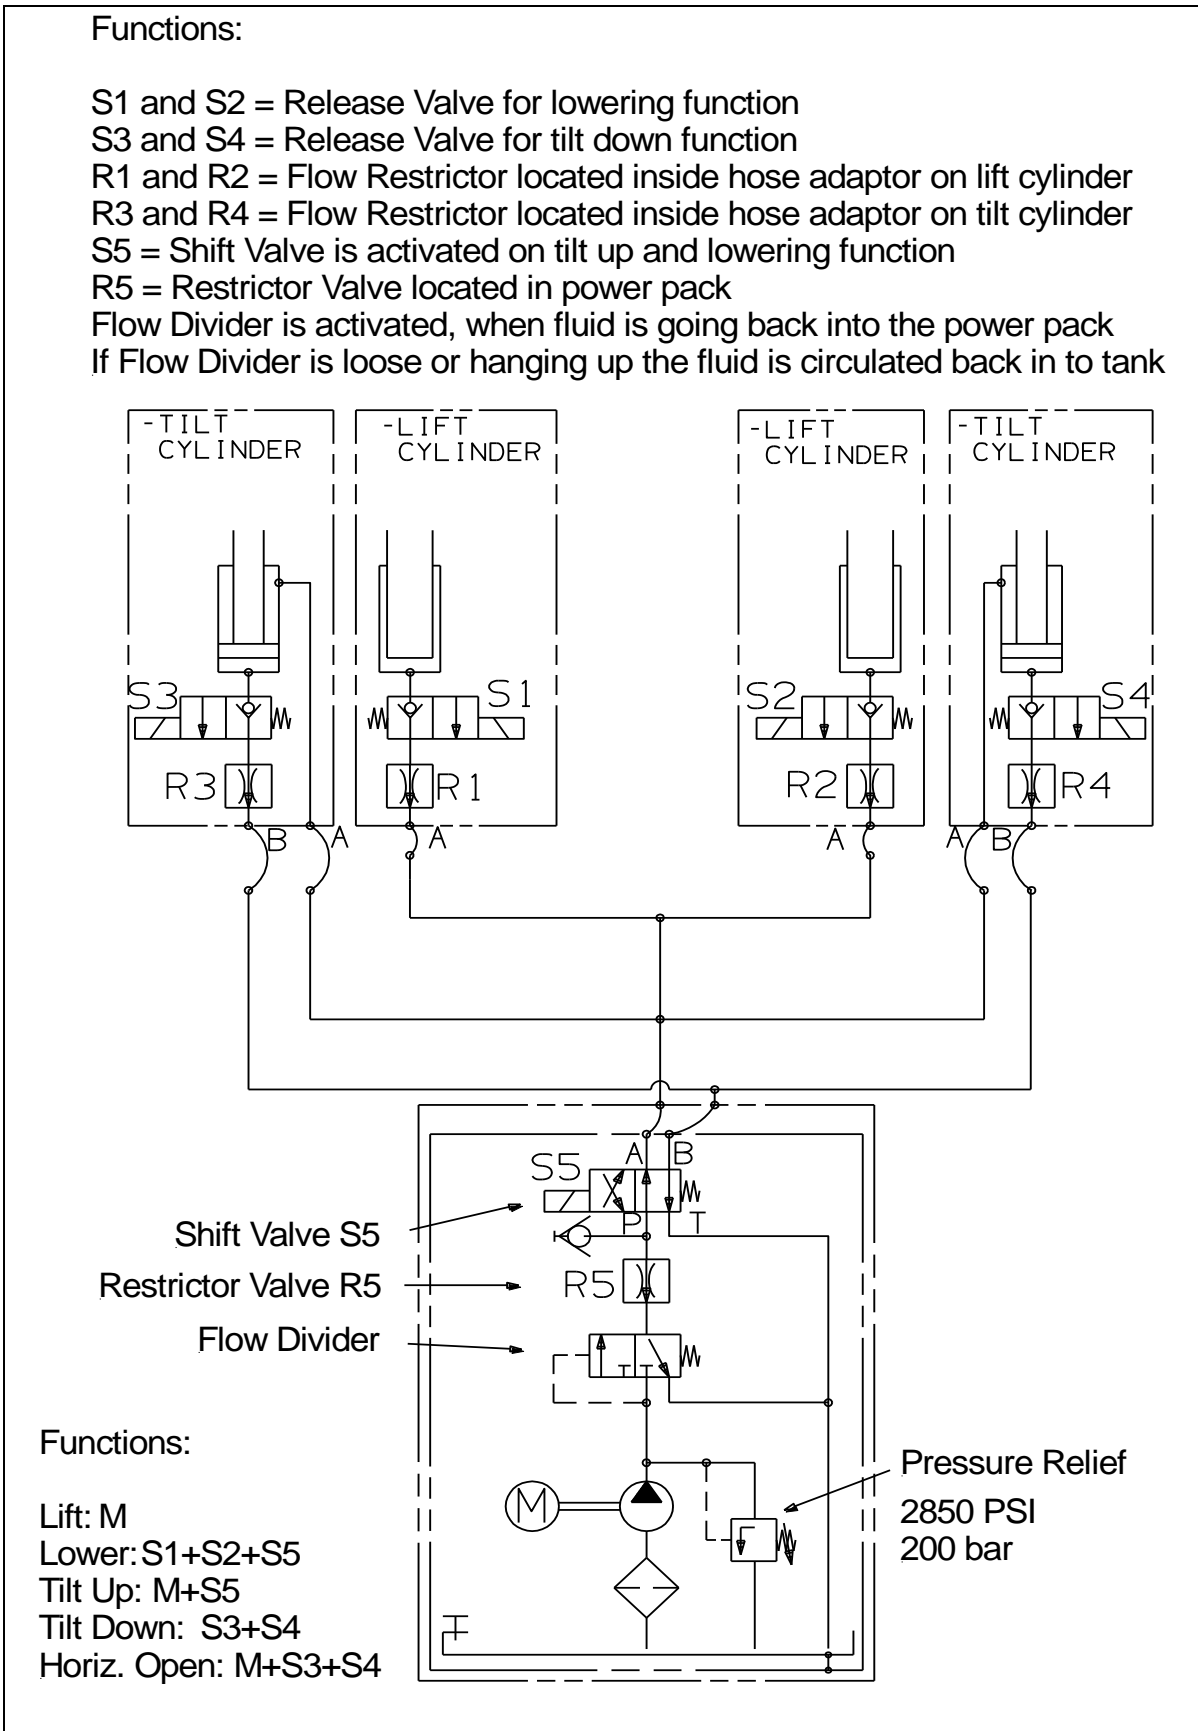 Functions:
S1 and S2 = Release Valve for lowering function
S3 and S4 = Release Valve for tilt down function
R1 and R2 = Flow Restrictor located inside hose adaptor on lift cylinder
R3 and R4 = Flow Restrictor located inside hose adaptor on tilt cylinder
S5 = Shift Valve is activated on tilt up and lowering function
R5 = Restrictor Valve located in power pack
Flow Divider is activated, when fluid is going back into the power pack
If Flow Divider is loose or hanging up the fluid is circulated back in to tank
-TILT
CYLINDER
-LIFT
CYLINDER
-LIFT
CYLINDER
-TILT
CYLINDER
S3
S1
S2
S4
R3
R1
R2
R4
B
A
A
A
A
B
A
B
S5
P
T
Shift Valve S5
Restrictor Valve R5
R5
Flow Divider
M
Pressure Relief
2850 PSI
200 bar
Functions:
Lift: M
Lower: S1+S2+S5
Tilt Up: M+S5
Tilt Down: S3+S4
Horiz. Open: M+S3+S4